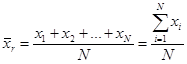 x̄_r = (x_1 + x_2 + ... + x_N) / N = (∑_{i=1}^{N} x_i) / N